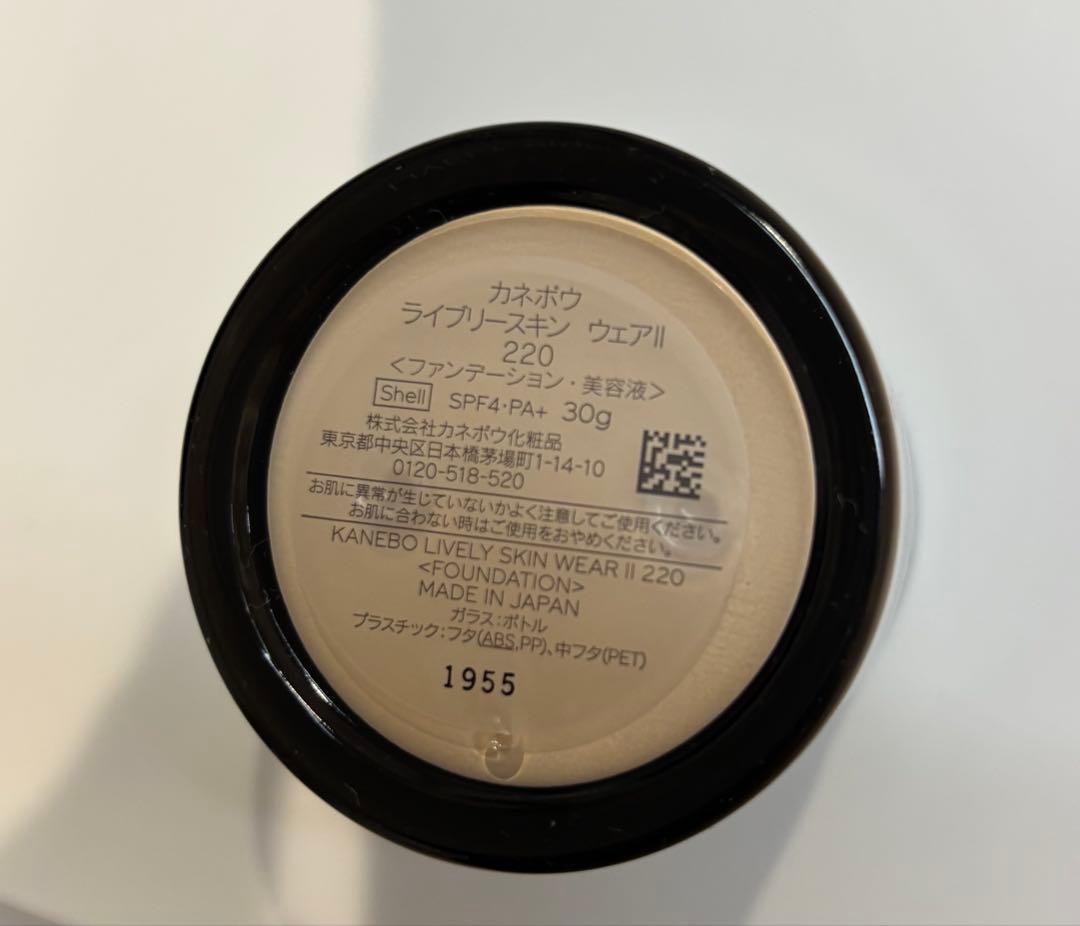 カネボウ
ライブリースキン ウェアII
220
<ファンデーション・美容液>
Shell SPF4・PA+ 30g
株式会社カネボウ化粧品
東京都中央区日本橋茅場町1-14-10
0120-518-520
お肌に異常が生じていないかよく注意してご使用ください。
お肌に合わない時はご使用をおやめください。
KANEBO LIVELY SKIN WEAR II 220
<FOUNDATION>
MADE IN JAPAN
ガラス:ボトル
プラスチック:フタ(ABS,PP)、中フタ(PET)
1955